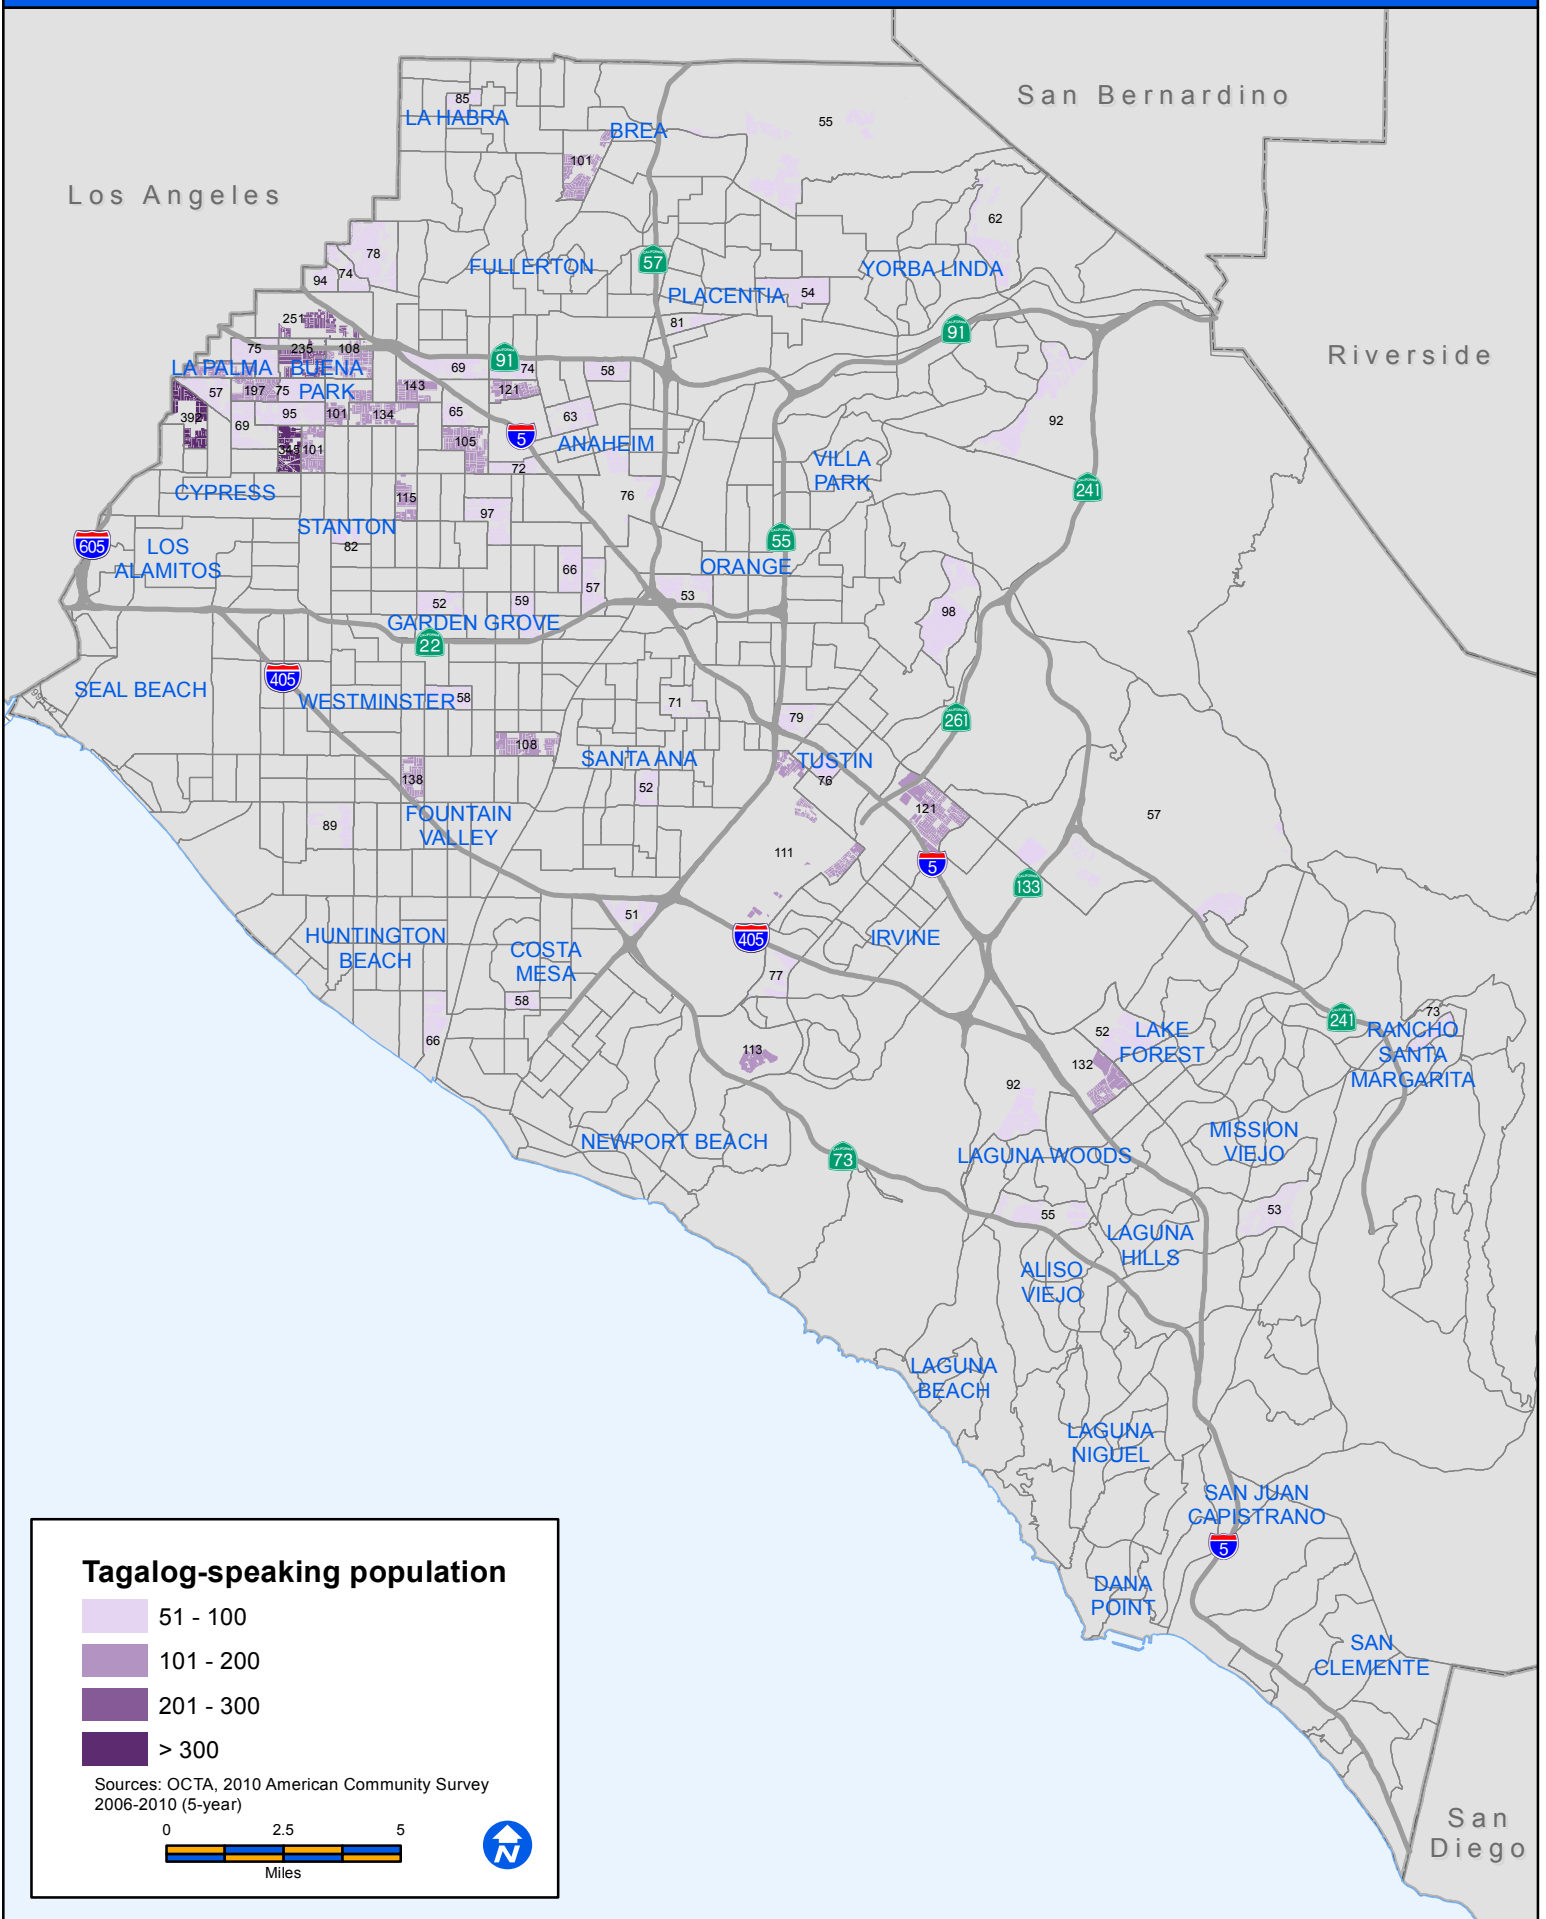 San Bernardino
Los Angeles
Riverside
San
Diego
85
LA HABRA
BREA
55
101
62
78
94
74
FULLERTON
57
YORBA LINDA
PLACENTIA
54
251
81
91
75
235
108
91
LA PALMA
BUENA
PARK
69
74
58
57
197
75
143
121
392
95
101
134
65
63
92
69
105
5
ANAHEIM
345
101
72
VILLA
PARK
CYPRESS
115
76
241
97
STANTON
82
605
LOS
ALAMITOS
55
66
ORANGE
57
53
52
59
98
GARDEN GROVE
22
405
SEAL BEACH
WESTMINSTER
58
71
79
261
108
SANTA ANA
TUSTIN
76
138
52
121
57
89
FOUNTAIN
VALLEY
111
5
133
51
HUNTINGTON
BEACH
COSTA
MESA
405
IRVINE
77
58
66
113
241
73
52
LAKE
FOREST
RANCHO
SANTA
MARGARITA
132
92
NEWPORT BEACH
73
LAGUNA WOODS
MISSION
VIEJO
55
53
LAGUNA
HILLS
ALISO
VIEJO
LAGUNA
BEACH
LAGUNA
NIGUEL
SAN JUAN
CAPISTRANO
5
DANA
POINT
SAN
CLEMENTE
Tagalog-speaking population
51 - 100
101 - 200
201 - 300
> 300
Sources: OCTA, 2010 American Community Survey
2006-2010 (5-year)
0 2.5 5
Miles
N